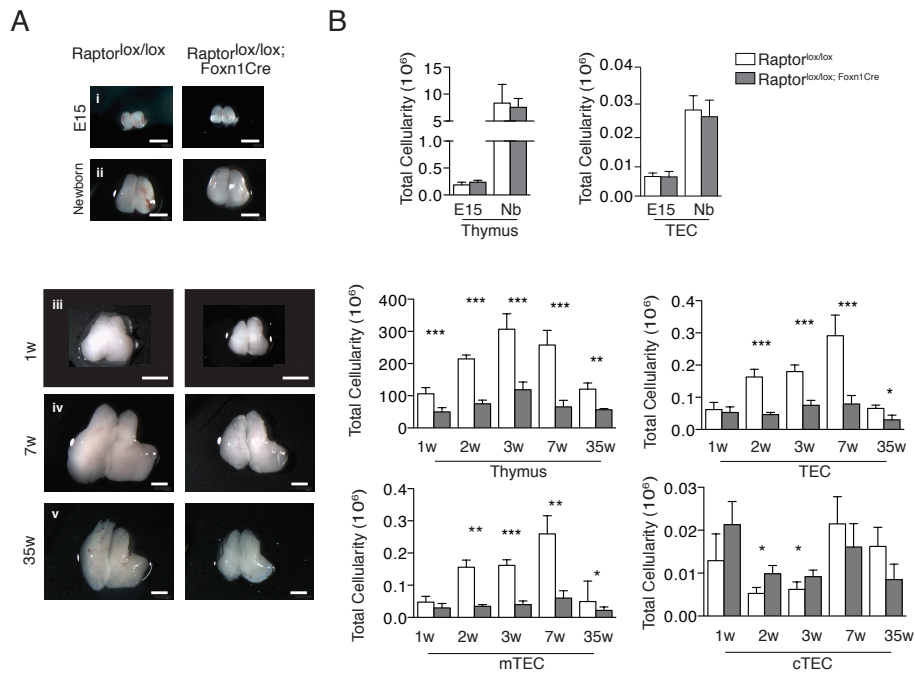 A
Raptorlox/lox
Raptorlox/lox;
Foxn1Cre
i
E15
ii
Newborn
iii
1w
iv
7w
v
35w
B
Raptorlox/lox
Raptorlox/lox; Foxn1Cre
Total Cellularity (10⁶)
15
10
5
1.0
0.5
0.0
E15 Nb
Thymus
Total Cellularity (10⁶)
0.04
0.03
0.02
0.01
0.00
E15 Nb
TEC
Total Cellularity (10⁶)
400
300
200
100
0
*** *** *** *** **
1w 2w 3w 7w 35w
Thymus
Total Cellularity (10⁶)
0.4
0.3
0.2
0.1
0.0
*** *** *** *
1w 2w 3w 7w 35w
TEC
Total Cellularity (10⁶)
0.4
0.3
0.2
0.1
0.0
** *** ** *
1w 2w 3w 7w 35w
mTEC
Total Cellularity (10⁶)
0.03
0.02
0.01
0.00
* *
1w 2w 3w 7w 35w
cTEC